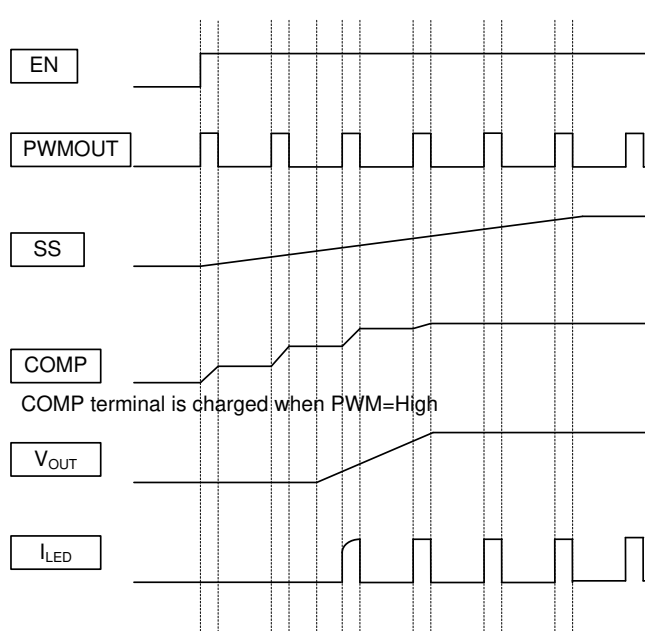 EN
PWMOUT
SS
COMP
COMP terminal is charged when PWM=High
VOUT
ILED